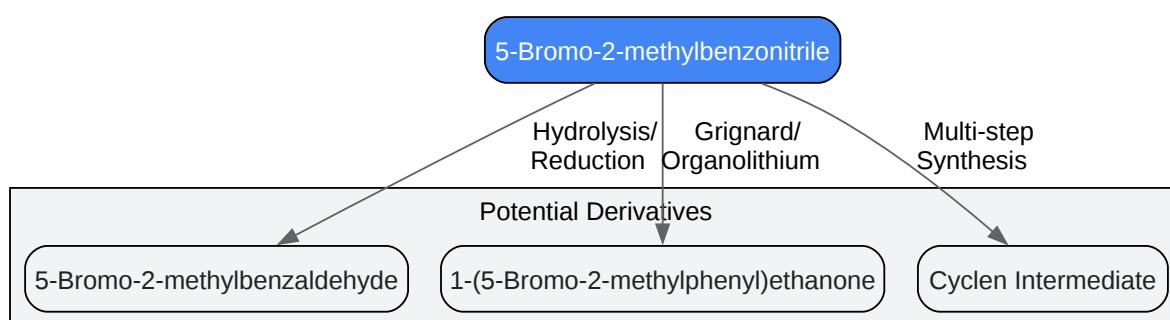 5-Bromo-2-methylbenzonitrile
Hydrolysis/
Reduction
Grignard/
Organolithium
Multi-step
Synthesis
Potential Derivatives
5-Bromo-2-methylbenzaldehyde
1-(5-Bromo-2-methylphenyl)ethanone
Cyclen Intermediate